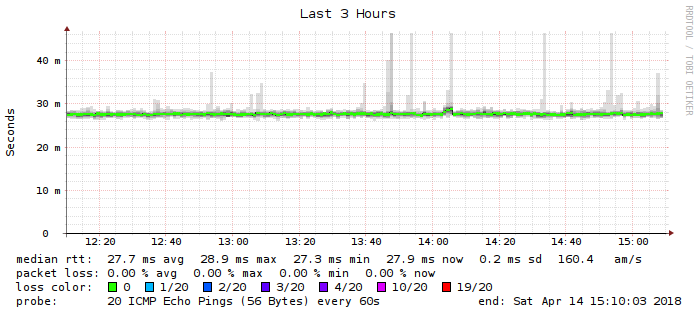 Last 3 Hours
RRDTOOL / TOBI OETIKER
Seconds
40 m
30 m
20 m
10 m
0
12:20 12:40 13:00 13:20 13:40 14:00 14:20 14:40 15:00
median rtt: 27.7 ms avg 28.9 ms max 27.3 ms min 27.9 ms now 0.2 ms sd 160.4 am/s
packet loss: 0.00 % avg 0.00 % max 0.00 % min 0.00 % now
loss color: 0 1/20 2/20 3/20 4/20 10/20 19/20
probe: 20 ICMP Echo Pings (56 Bytes) every 60s end: Sat Apr 14 15:10:03 2018